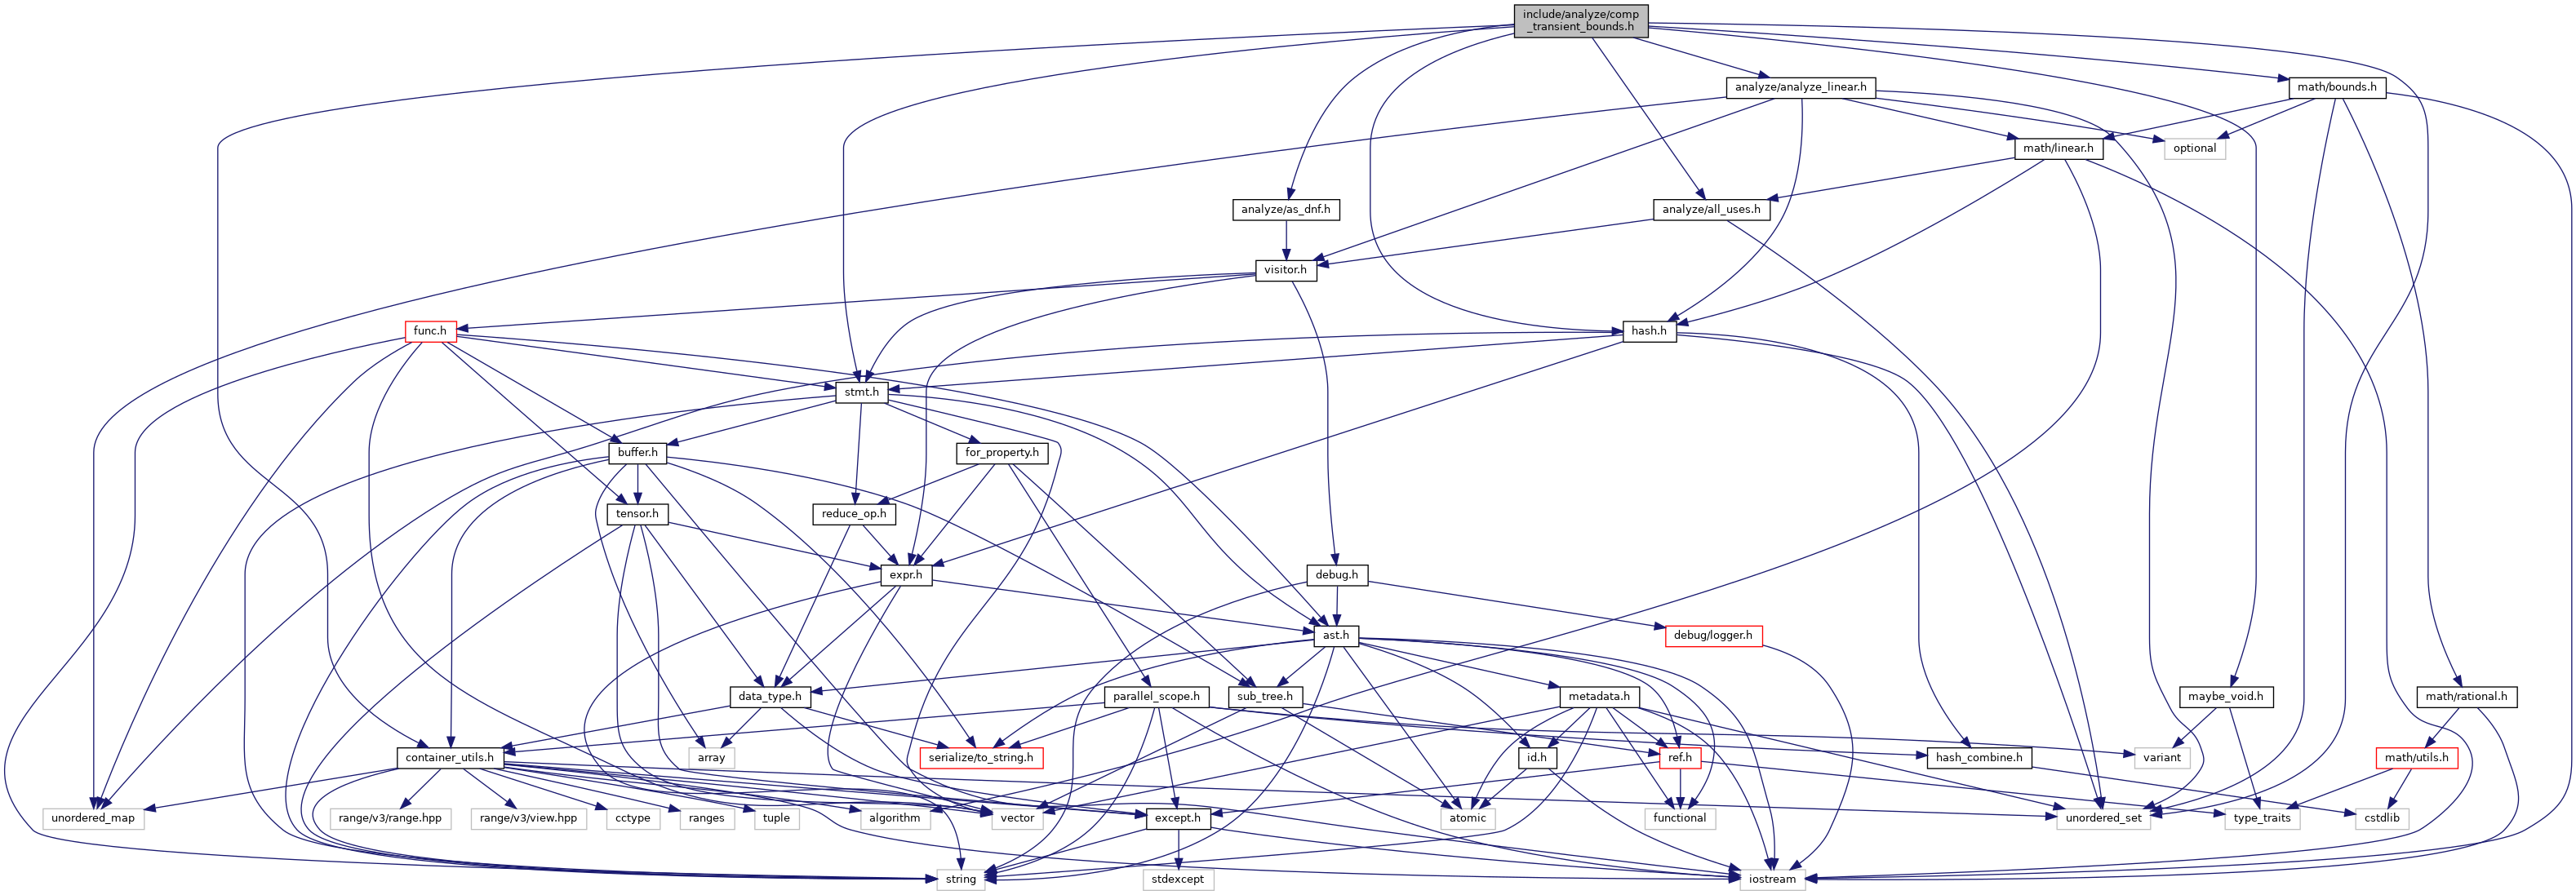 include/analyze/comp
_transient_bounds.h
analyze/analyze_linear.h
math/bounds.h
math/linear.h
optional
analyze/as_dnf.h
analyze/all_uses.h
visitor.h
func.h
hash.h
stmt.h
buffer.h
for_property.h
tensor.h
reduce_op.h
expr.h
debug.h
ast.h
debug/logger.h
data_type.h
parallel_scope.h
sub_tree.h
metadata.h
maybe_void.h
math/rational.h
container_utils.h
array
serialize/to_string.h
id.h
ref.h
hash_combine.h
variant
math/utils.h
unordered_map
range/v3/range.hpp
range/v3/view.hpp
cctype
ranges
tuple
algorithm
vector
except.h
atomic
functional
unordered_set
type_traits
cstdlib
string
stdexcept
iostream